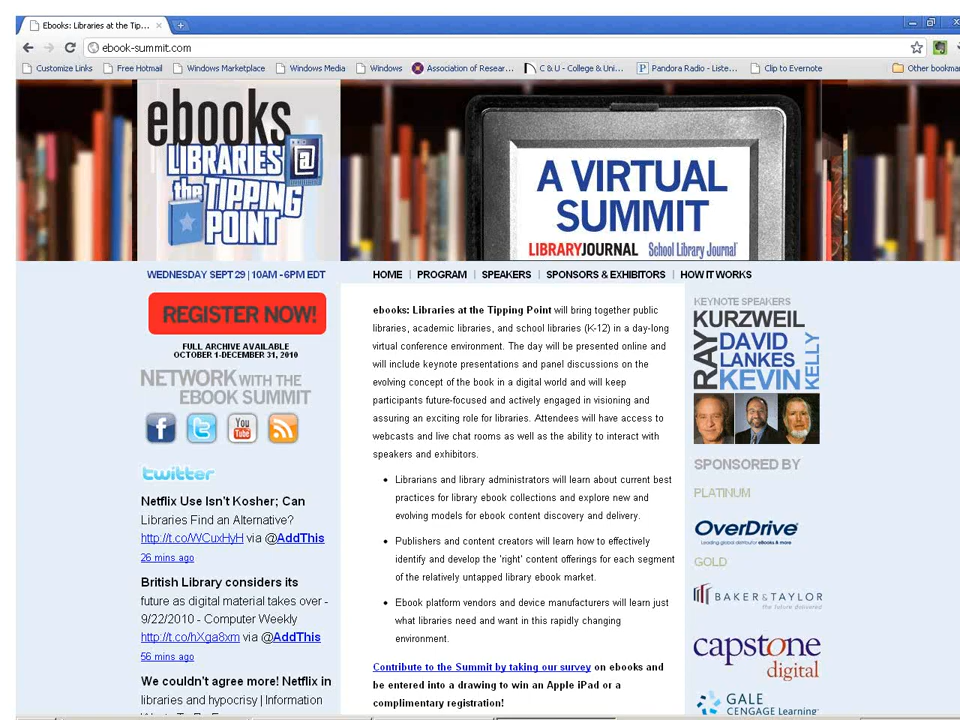 Ebooks: Libraries at the Tip...
ebook-summit.com
Customize Links Free Hotmail Windows Marketplace Windows Media Windows Association of Resear... C & U - College & Uni... Pandora Radio - Liste... Clip to Evernote Other bookmar
ebooks
LIBRARIES @
the TIPPING
POINT
A VIRTUAL
SUMMIT
LIBRARYJOURNAL School Library Journal
WEDNESDAY SEPT 29 | 10AM - 6PM EDT
HOME | PROGRAM | SPEAKERS | SPONSORS & EXHIBITORS | HOW IT WORKS
REGISTER NOW!
FULL ARCHIVE AVAILABLE
OCTOBER 1-DECEMBER 31, 2010
NETWORK WITH THE
EBOOK SUMMIT
You
Tube
twitter
Netflix Use Isn't Kosher; Can
Libraries Find an Alternative?
http://t.co/WCuxHyH via @AddThis
26 mins ago
British Library considers its
future as digital material takes over -
9/22/2010 - Computer Weekly
http://t.co/hXga8xm via @AddThis
56 mins ago
We couldn't agree more! Netflix in
libraries and hypocrisy | Information
ebooks: Libraries at the Tipping Point will bring together public
libraries, academic libraries, and school libraries (K-12) in a day-long
virtual conference environment. The day will be presented online and
will include keynote presentations and panel discussions on the
evolving concept of the book in a digital world and will keep
participants future-focused and actively engaged in visioning and
assuring an exciting role for libraries. Attendees will have access to
webcasts and live chat rooms as well as the ability to interact with
speakers and exhibitors.
• Librarians and library administrators will learn about current best
practices for library ebook collections and explore new and
evolving models for ebook content discovery and delivery.
• Publishers and content creators will learn how to effectively
identify and develop the 'right' content offerings for each segment
of the relatively untapped library ebook market.
• Ebook platform vendors and device manufacturers will learn just
what libraries need and want in this rapidly changing
environment.
Contribute to the Summit by taking our survey on ebooks and
be entered into a drawing to win an Apple iPad or a
complimentary registration!
KEYNOTE SPEAKERS
RAY KURZWEIL
DAVID
LANKES
KEVIN KELLY
SPONSORED BY
PLATINUM
OverDrive
Leading global distributor eBooks & more
GOLD
BAKER & TAYLOR
the future delivered
capstone
digital
GALE
CENGAGE Learning